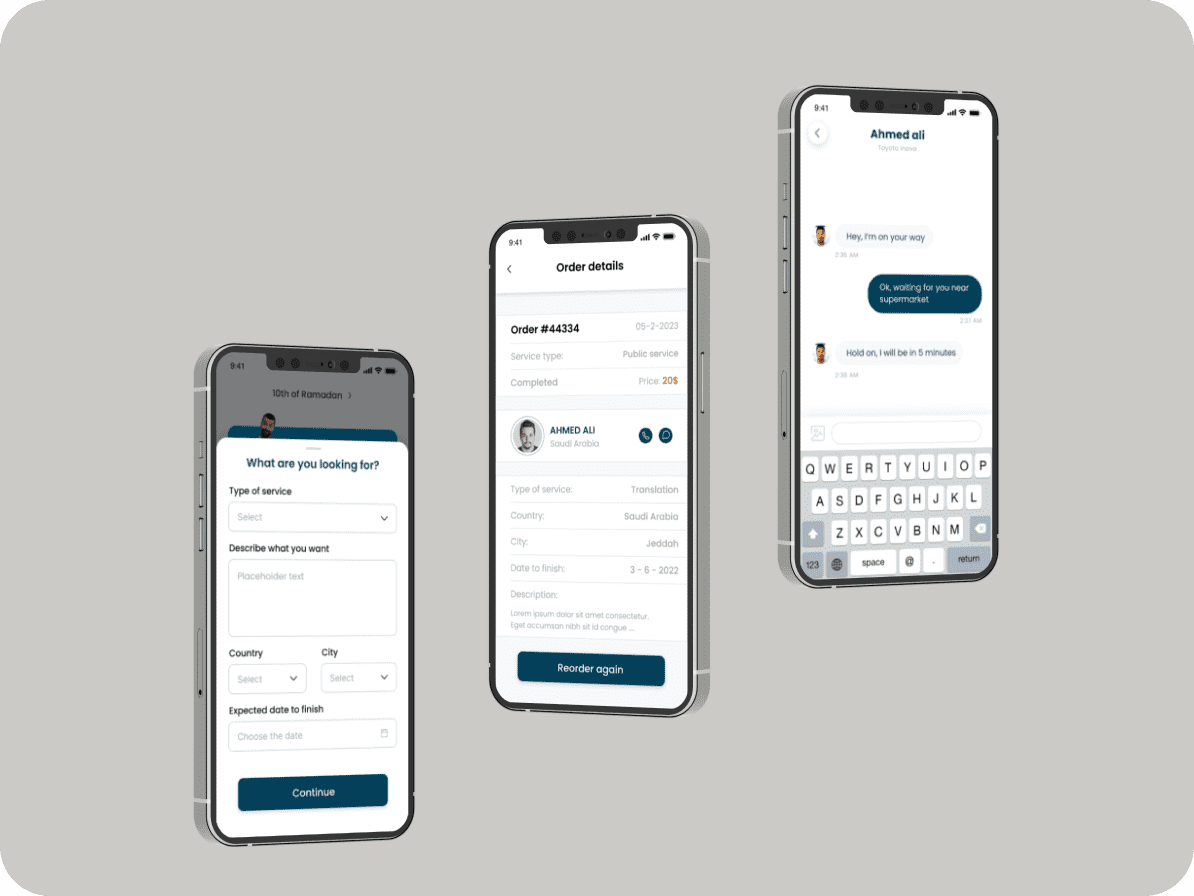 9:41
10th of Ramadan
What are you looking for?
Type of service
Select
Describe what you want
Placeholder text
Country City
Select Select
Expected date to finish
Choose the date
Continue
9:41
Order details
Order #44334 05-2-2023
Service type: Public service
Completed Price: 20$
AHMED ALI
Saudi Arabia
Type of service: Translation
Country: Saudi Arabia
City: Jeddah
Date to finish: 3 - 6 - 2022
Description:
Lorem ipsum dolor sit amet consectetur.
Eget accumsan nibh sit id congue ...
Reorder again
9:41
Ahmed ali
Toyota Inova
Hey, I'm on your way
2:36 AM
Ok, waiting for you near
supermarket
2:37 AM
Hold on, I will be in 5 minutes
2:38 AM
Q W E R T Y U I O P
A S D F G H J K L
Z X C V B N M
123 space @ . return